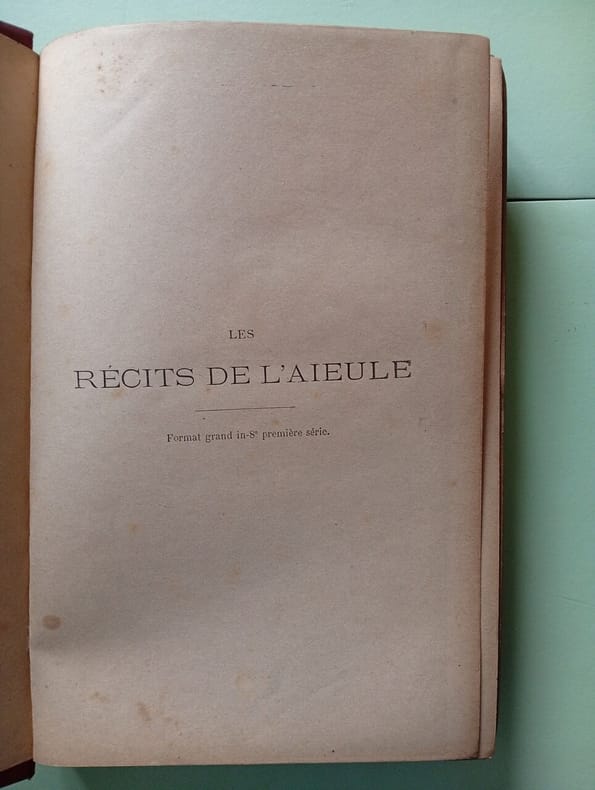 LES
RÉCITS DE L'AIEULE
Format grand in-8° première série.